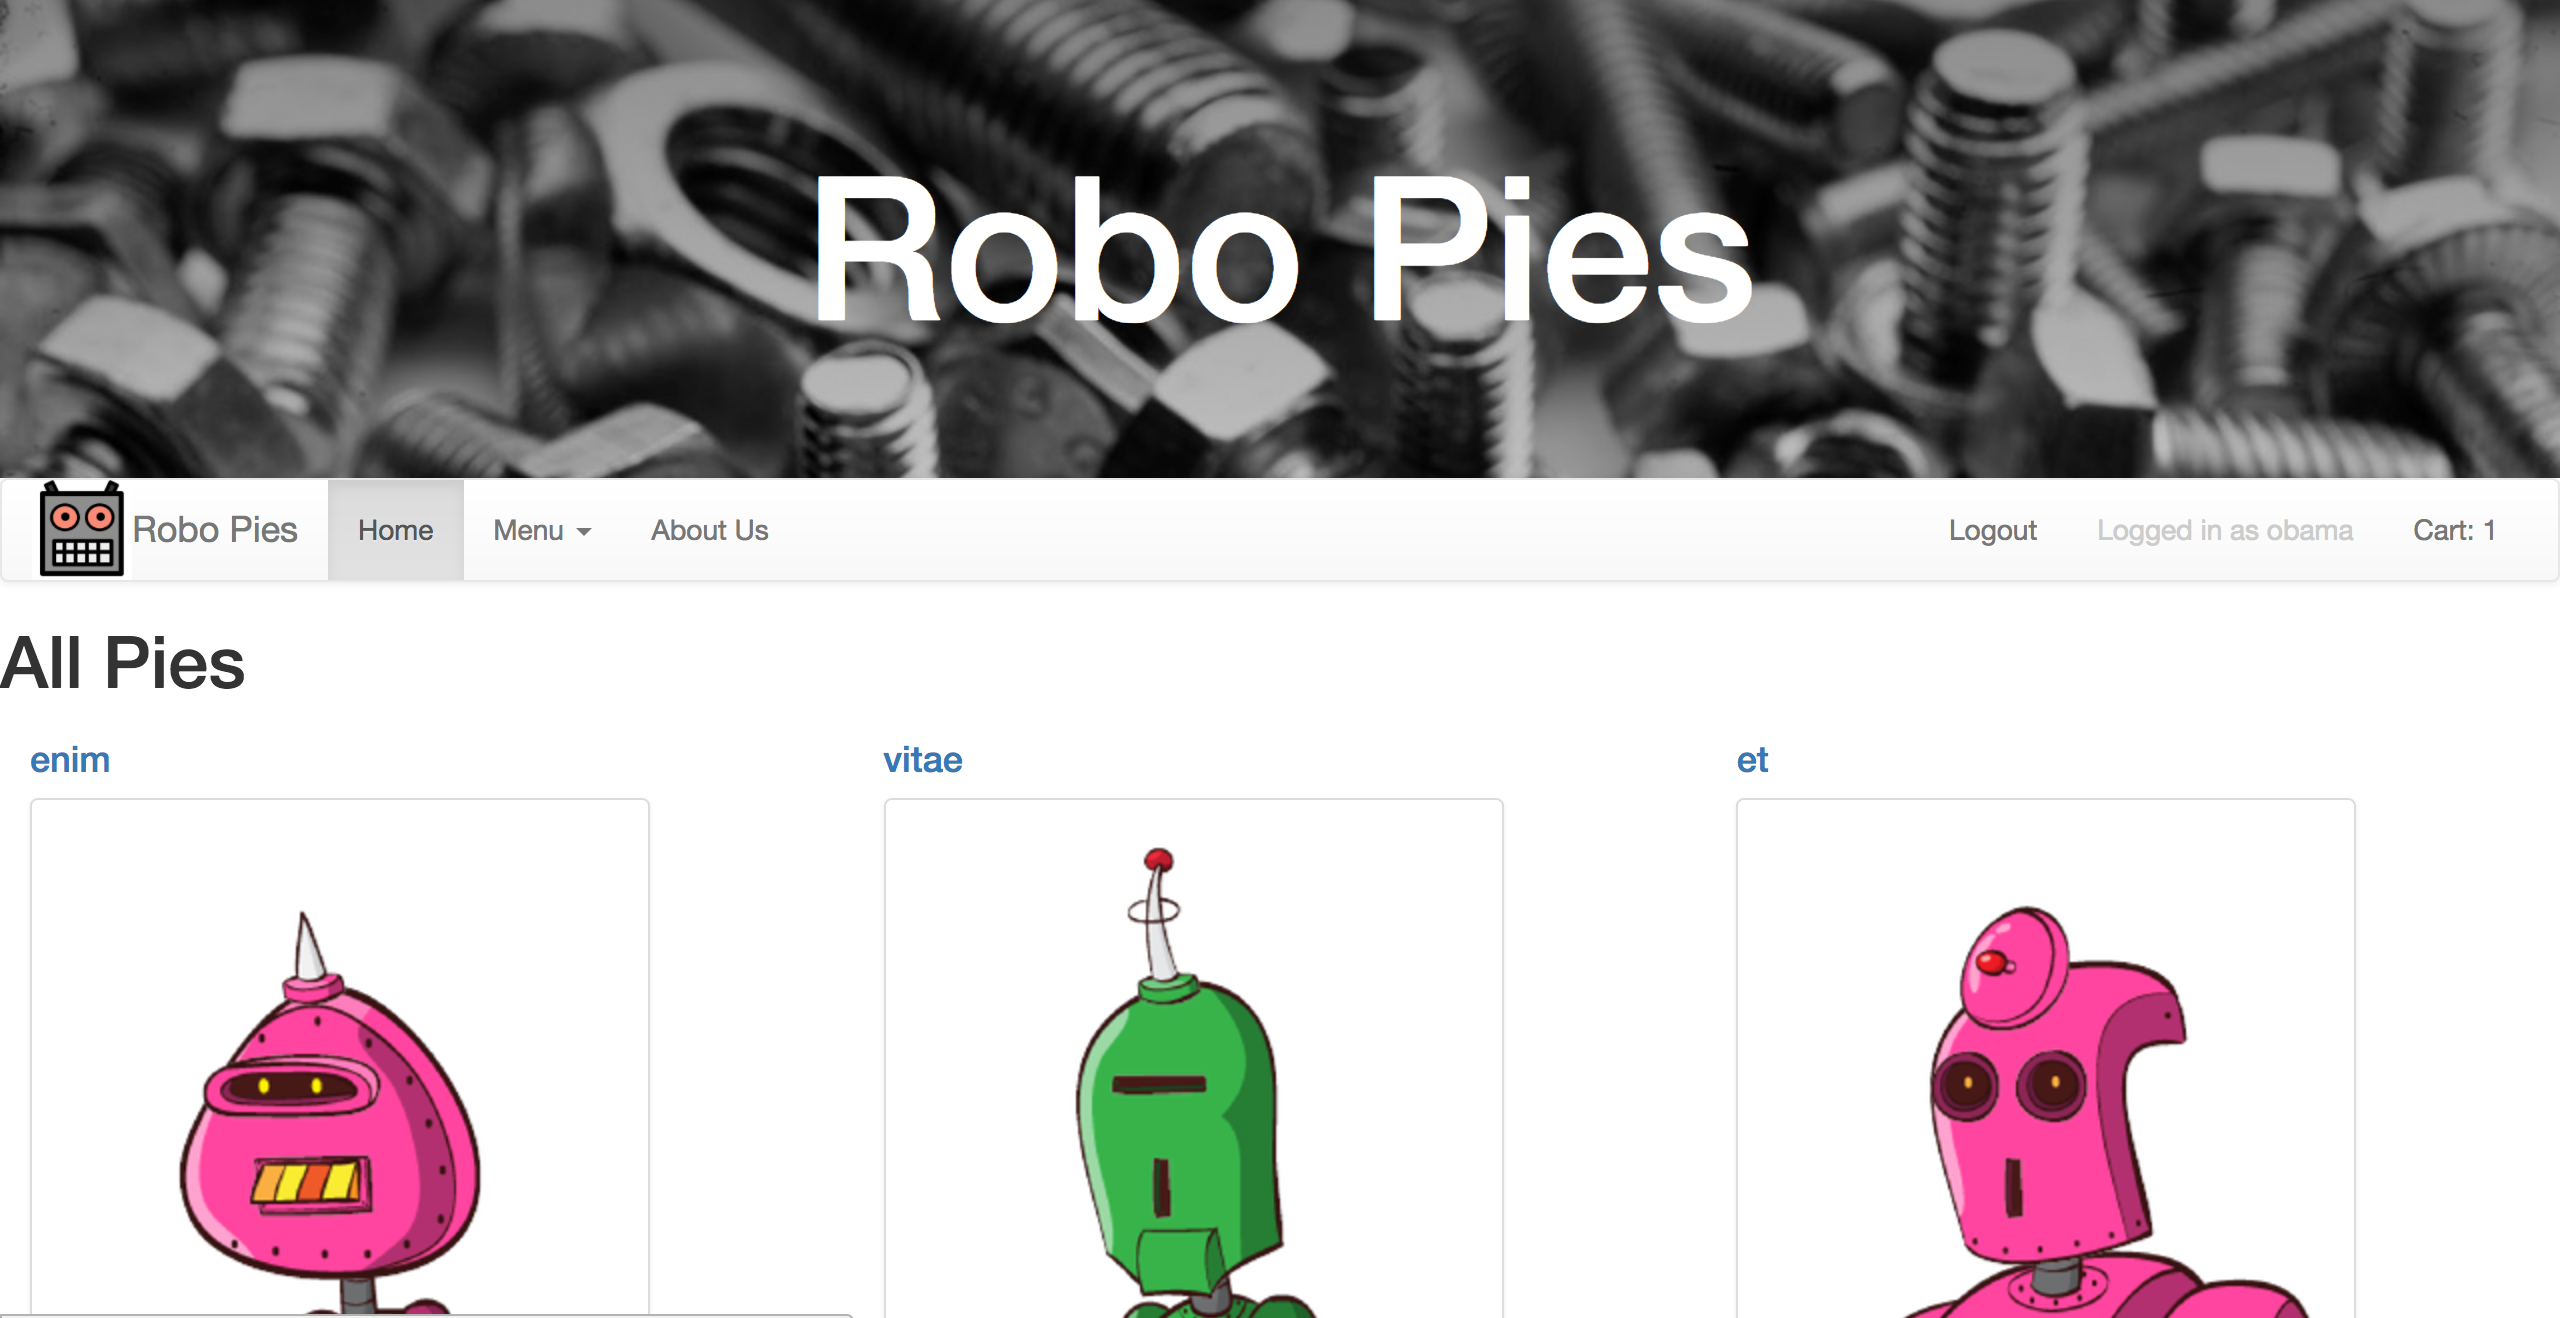 Robo Pies
Robo Pies Home Menu About Us Logout Logged in as obama Cart: 1
All Pies
enim vitae et